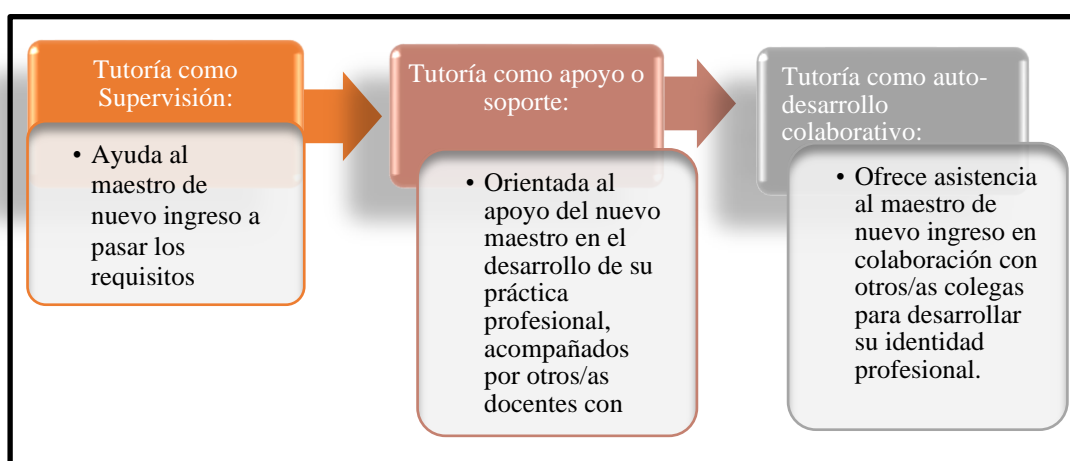 Tutoría como
Supervisión:
• Ayuda al
maestro de
nuevo ingreso a
pasar los
requisitos
Tutoría como apoyo o
soporte:
• Orientada al
apoyo del nuevo
maestro en el
desarrollo de su
práctica
profesional,
acompañados
por otros/as
docentes con
Tutoría como auto-
desarrollo
colaborativo:
• Ofrece asistencia
al maestro de
nuevo ingreso en
colaboración con
otros/as colegas
para desarrollar
su identidad
profesional.